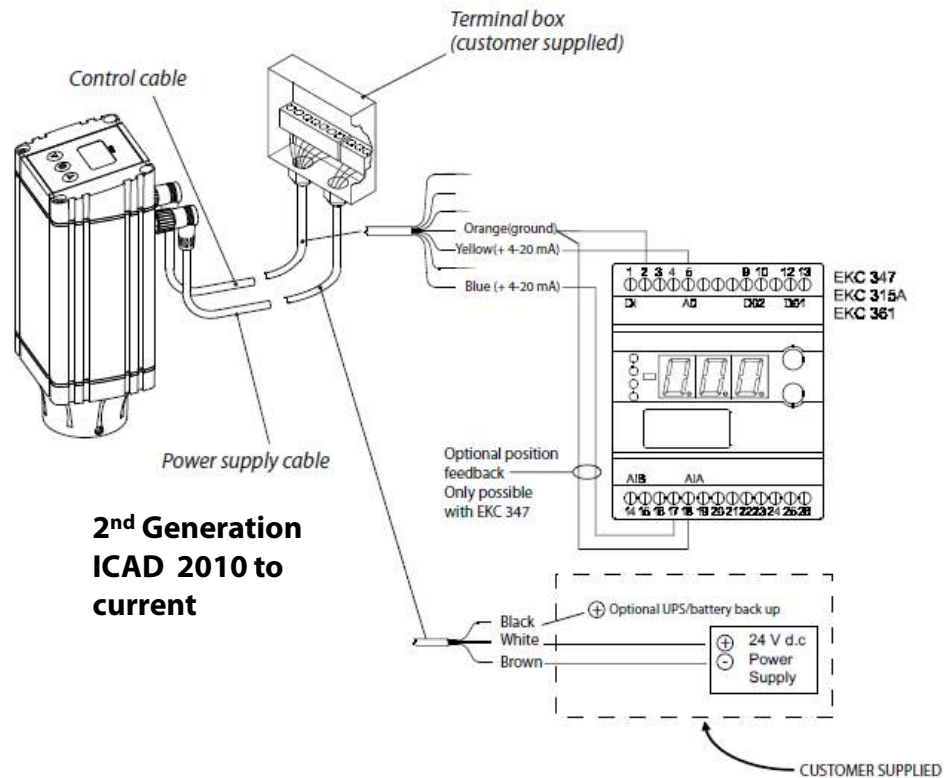 Terminal box
(customer supplied)
Control cable
Orange(ground)
Yellow(+ 4-20 mA)
Blue (+ 4-20 mA)
1 2 3 4 5 9 10 12 13
DI AO DO2 DO1
EKC 347
EKC 315A
EKC 361
Power supply cable
Optional position
feedback
Only possible
with EKC 347
AIB AIA
14 15 16 17 18 19 20 21 22 23 24 25 26
2nd Generation
ICAD 2010 to
current
Black
White
Brown
+ Optional UPS/battery back up
+ 24 V d.c
- Power
Supply
CUSTOMER SUPPLIED